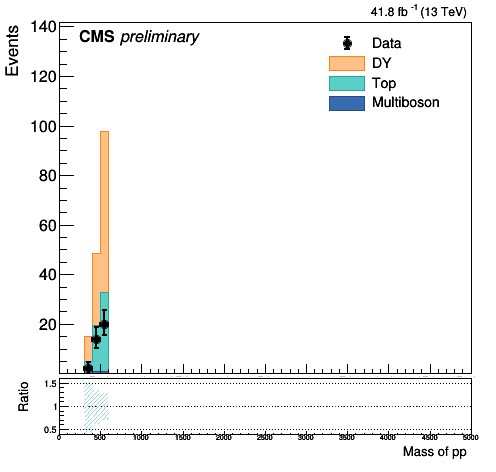 41.8 fb⁻¹ (13 TeV)
CMS preliminary
Events
140
120
100
80
60
40
20
Data
DY
Top
Multiboson
Ratio
1.5
1
0.5
0 500 1000 1500 2000 2500 3000 3500 4000 4500 5000
Mass of pp